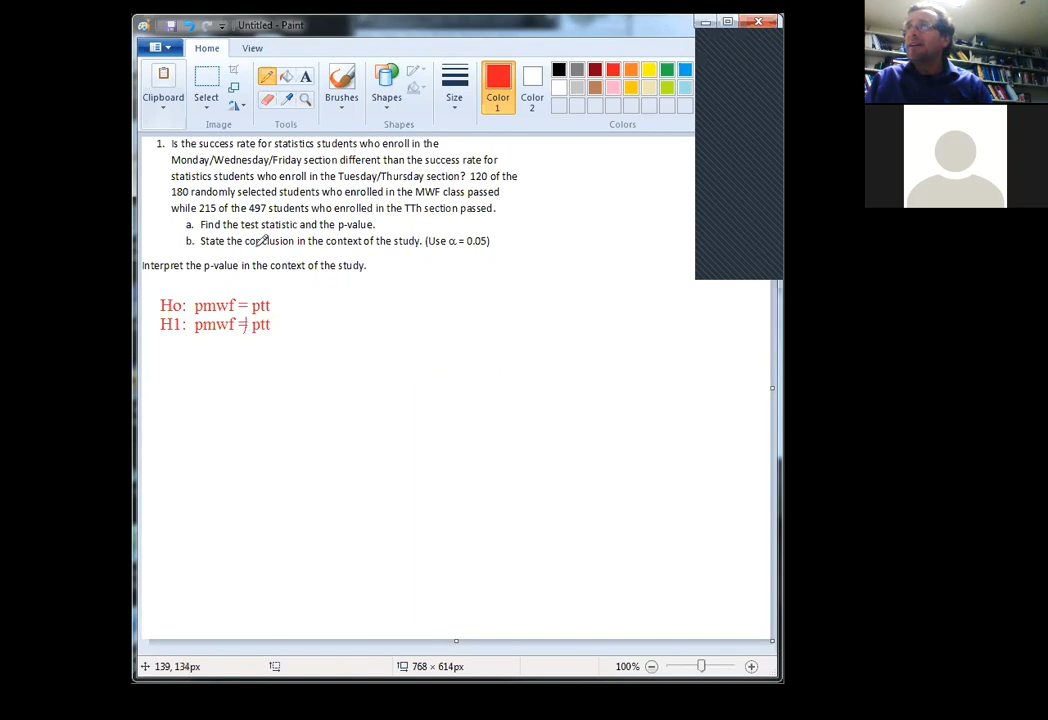 Untitled - Paint
Home
View
Clipboard
Select
Brushes
Shapes
Size
Color
1
Color
2
Image
Tools
Shapes
Colors
1. Is the success rate for statistics students who enroll in the
Monday/Wednesday/Friday section different than the success rate for
statistics students who enroll in the Tuesday/Thursday section? 120 of the
180 randomly selected students who enrolled in the MWF class passed
while 215 of the 497 students who enrolled in the TTh section passed.
a. Find the test statistic and the p-value.
b. State the conclusion in the context of the study. (Use α = 0.05)
Interpret the p-value in the context of the study.
Ho: pmwf = ptt
H1: pmwf ≠ ptt
139, 134px
768 × 614px
100%